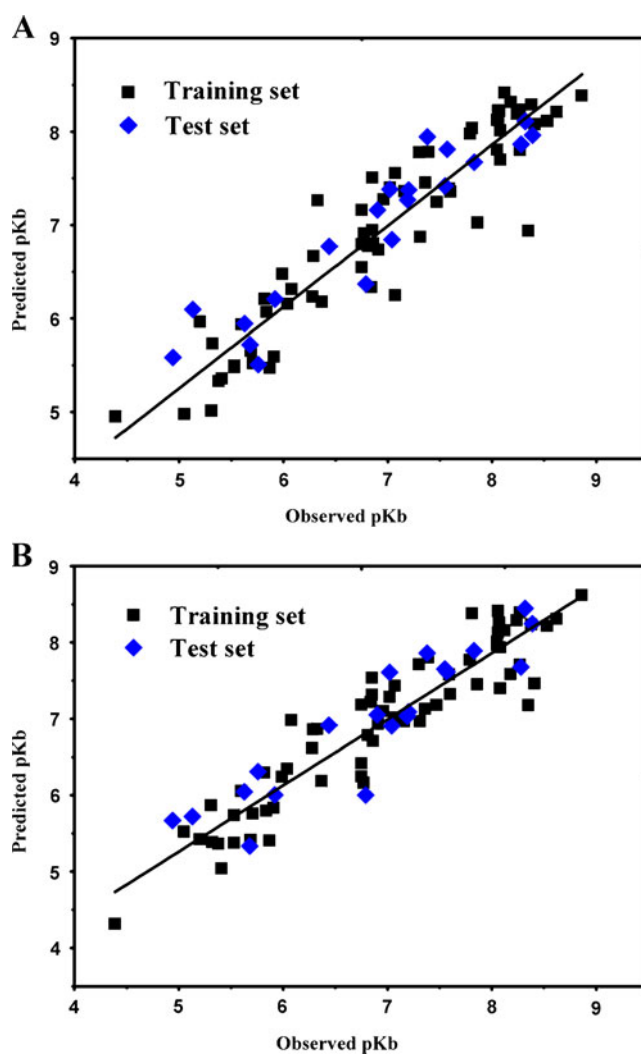 A
9
8
7
6
5
Training set
Test set
Predicted pKb
4 5 6 7 8 9
Observed pKb
B
9
8
7
6
5
4
Training set
Test set
Predicted pKb
4 5 6 7 8 9
Observed pKb